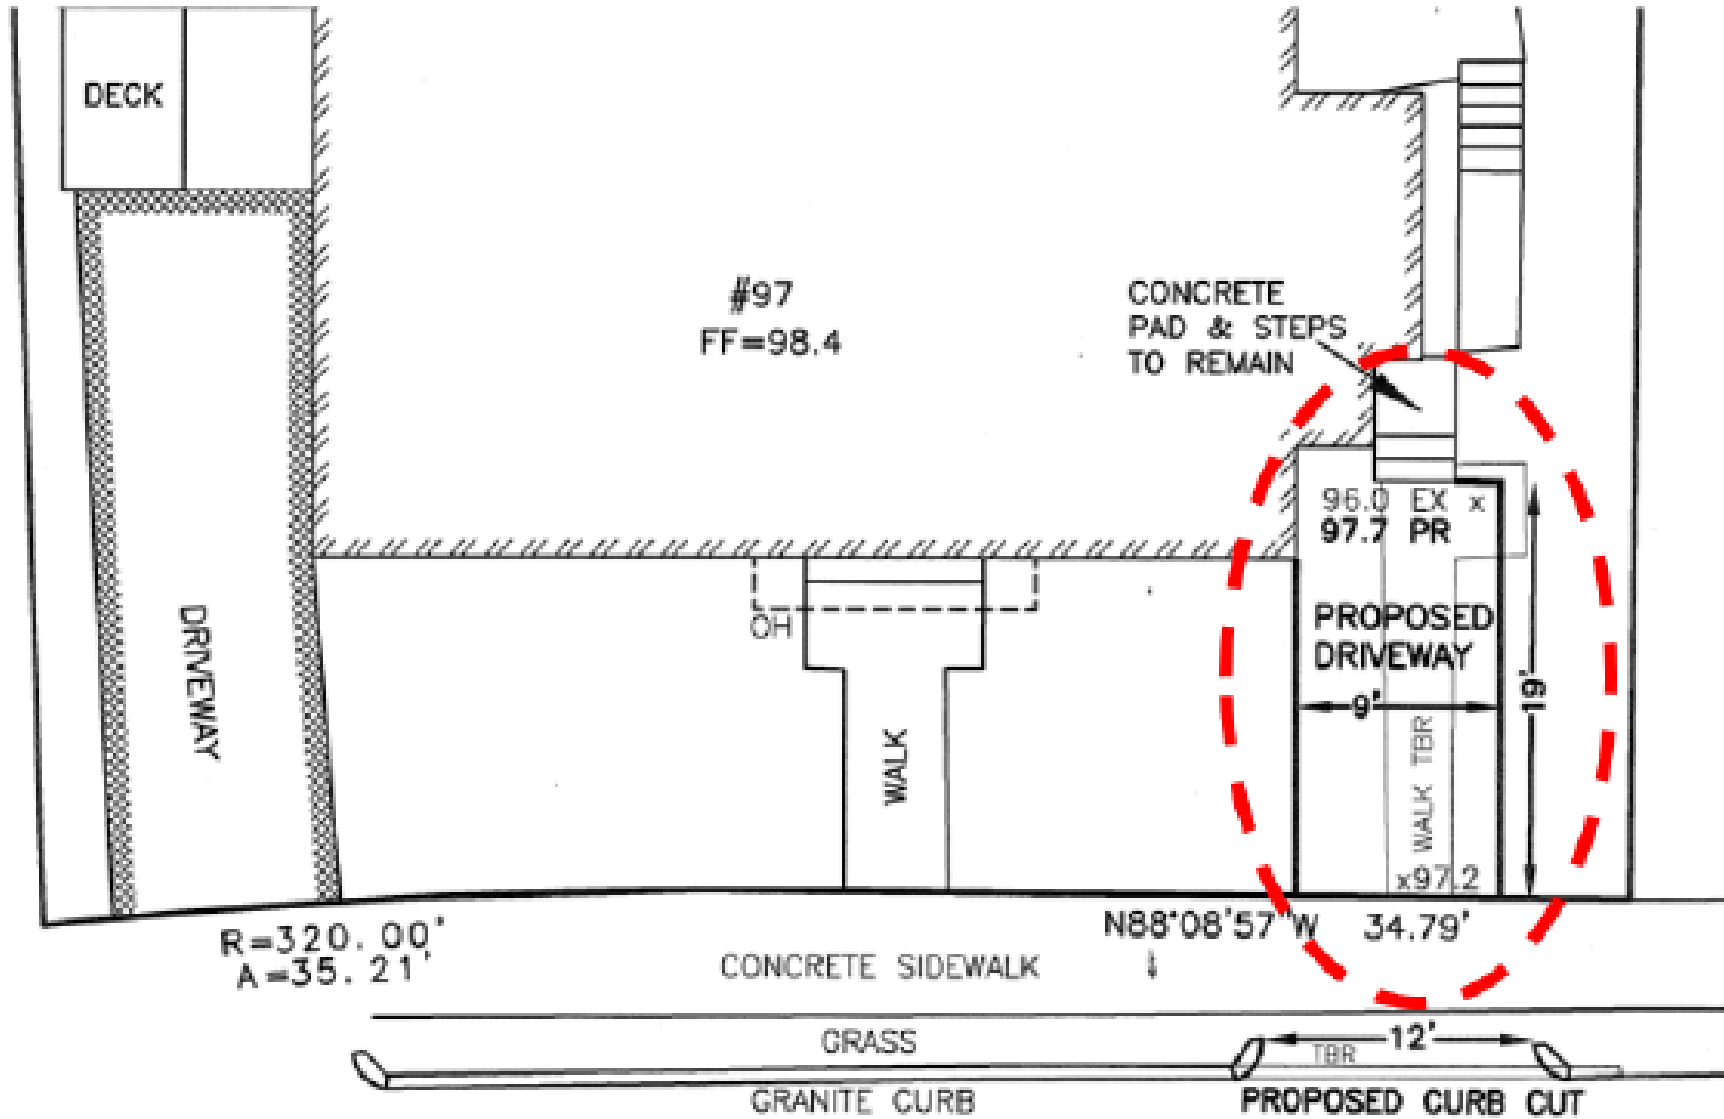 DECK
#97
FF=98.4
CONCRETE
PAD & STEPS
TO REMAIN
96.0 EX x
97.7 PR
PROPOSED
DRIVEWAY
9'
19'
WALK TBR
x97.2
DRIVEWAY
OH
WALK
R=320.00'
A=35.21'
N88°08'57"W 34.79'
CONCRETE SIDEWALK
GRASS
12'
TBR
GRANITE CURB
PROPOSED CURB CUT